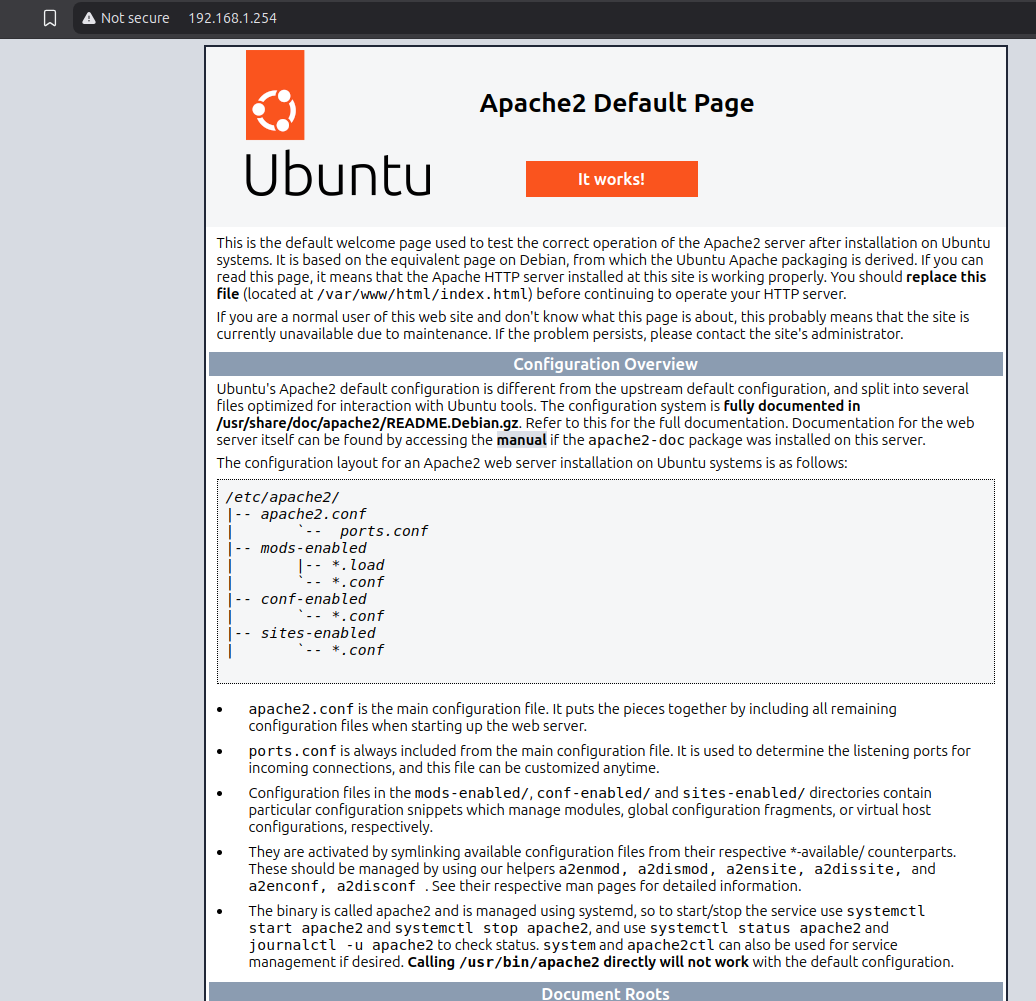 Not secure 192.168.1.254
Apache2 Default Page
Ubuntu
It works!
This is the default welcome page used to test the correct operation of the Apache2 server after installation on Ubuntu
systems. It is based on the equivalent page on Debian, from which the Ubuntu Apache packaging is derived. If you can
read this page, it means that the Apache HTTP server installed at this site is working properly. You should replace this
file (located at /var/www/html/index.html) before continuing to operate your HTTP server.
If you are a normal user of this web site and don't know what this page is about, this probably means that the site is
currently unavailable due to maintenance. If the problem persists, please contact the site's administrator.
Configuration Overview
Ubuntu's Apache2 default configuration is different from the upstream default configuration, and split into several
files optimized for interaction with Ubuntu tools. The configuration system is fully documented in
/usr/share/doc/apache2/README.Debian.gz. Refer to this for the full documentation. Documentation for the web
server itself can be found by accessing the manual if the apache2-doc package was installed on this server.
The configuration layout for an Apache2 web server installation on Ubuntu systems is as follows:
/etc/apache2/
|-- apache2.conf
|       `--  ports.conf
|-- mods-enabled
|       |-- *.load
|       `-- *.conf
|-- conf-enabled
|       `-- *.conf
|-- sites-enabled
|       `-- *.conf
• apache2.conf is the main configuration file. It puts the pieces together by including all remaining
configuration files when starting up the web server.
• ports.conf is always included from the main configuration file. It is used to determine the listening ports for
incoming connections, and this file can be customized anytime.
• Configuration files in the mods-enabled/, conf-enabled/ and sites-enabled/ directories contain
particular configuration snippets which manage modules, global configuration fragments, or virtual host
configurations, respectively.
• They are activated by symlinking available configuration files from their respective *-available/ counterparts.
These should be managed by using our helpers a2enmod, a2dismod, a2ensite, a2dissite, and
a2enconf, a2disconf . See their respective man pages for detailed information.
• The binary is called apache2 and is managed using systemd, so to start/stop the service use systemctl
start apache2 and systemctl stop apache2, and use systemctl status apache2 and
journalctl -u apache2 to check status. system and apache2ctl can also be used for service
management if desired. Calling /usr/bin/apache2 directly will not work with the default configuration.
Document Roots